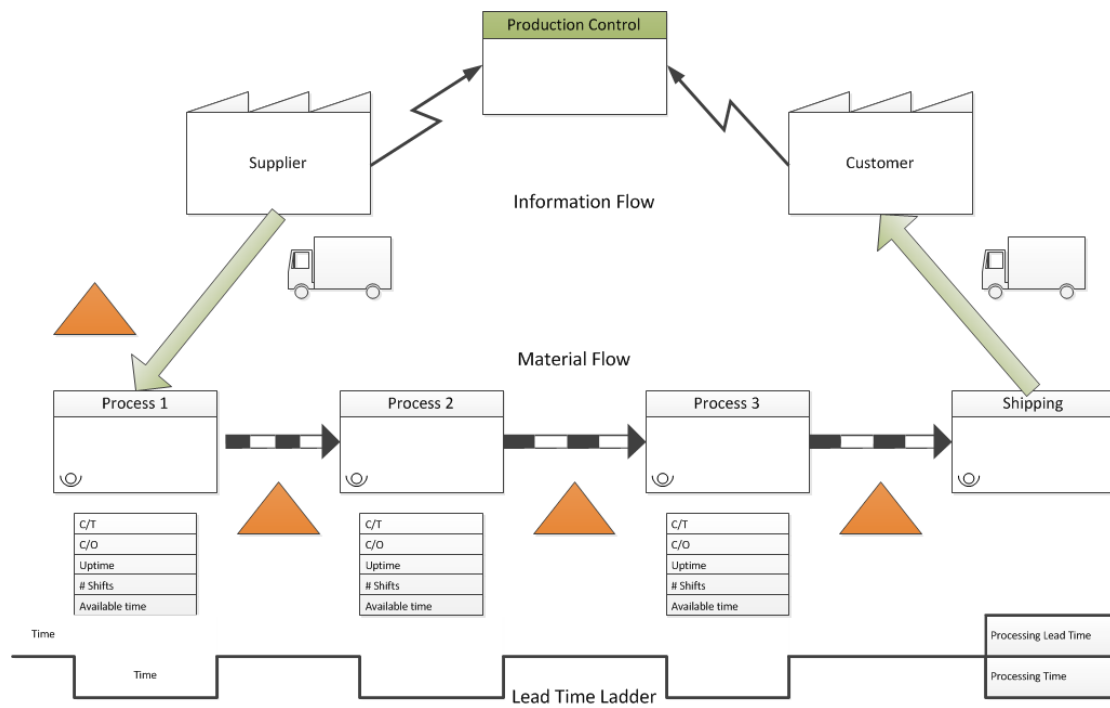 Production Control
Supplier
Customer
Information Flow
Material Flow
Process 1
Process 2
Process 3
Shipping
C/T
C/O
Uptime
# Shifts
Available time
C/T
C/O
Uptime
# Shifts
Available time
C/T
C/O
Uptime
# Shifts
Available time
Time
Time
Processing Lead Time
Processing Time
Lead Time Ladder